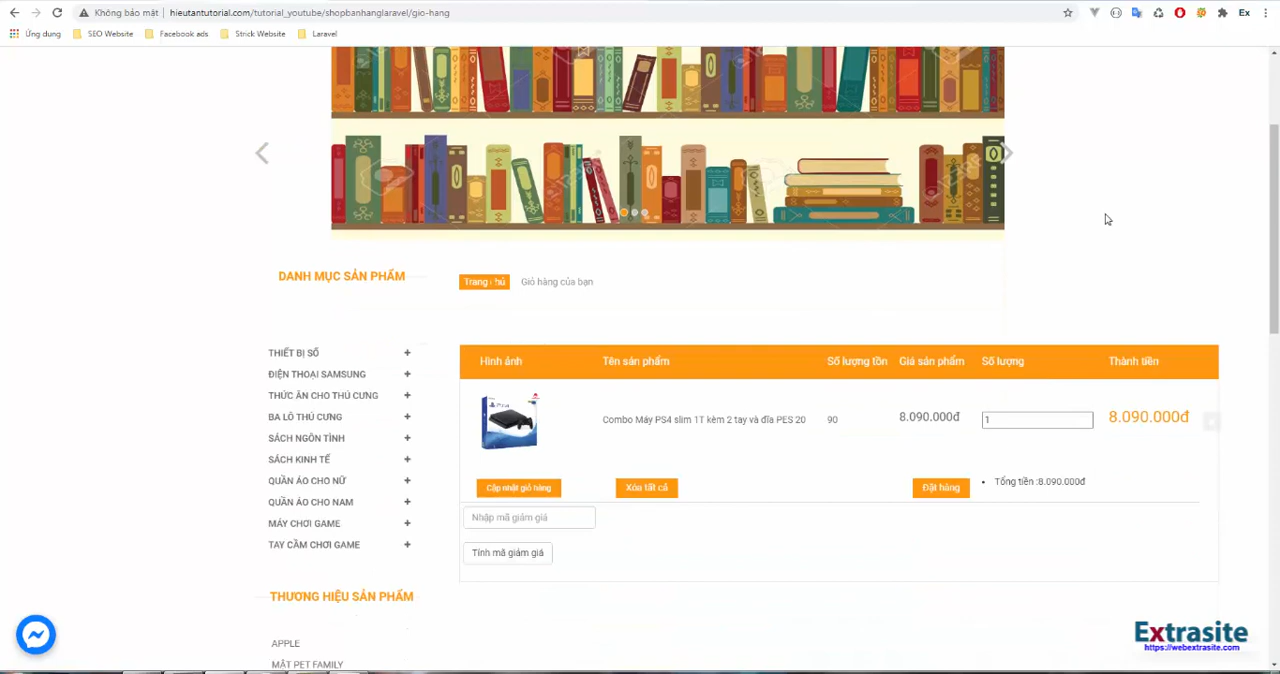 Không bảo mật | hieutantutorial.com/tutorial_youtube/shopbanhanglaravel/gio-hang
Ex
Ứng dụng SEO Website Facebook ads Strick Website Laravel
DANH MỤC SẢN PHẨM
Trang chủ Giỏ hàng của bạn
THIẾT BỊ SỐ +
ĐIỆN THOẠI SAMSUNG +
THỨC ĂN CHO THÚ CƯNG +
BA LÔ THÚ CƯNG +
SÁCH NGÔN TÌNH +
SÁCH KINH TẾ +
QUẦN ÁO CHO NỮ +
QUẦN ÁO CHO NAM +
MÁY CHƠI GAME +
TAY CẦM CHƠI GAME +
THƯƠNG HIỆU SẢN PHẨM
APPLE
MẬT PET FAMILY
Hình ảnh Tên sản phẩm Số lượng tồn Giá sản phẩm Số lượng Thành tiền
Combo Máy PS4 slim 1T kèm 2 tay và đĩa PES 20 90 8.090.000đ 1 8.090.000đ
Cập nhật giỏ hàng Xóa tất cả Đặt hàng • Tổng tiền :8.090.000đ
Nhập mã giảm giá
Tính mã giảm giá
Extrasite
https://webextrasite.com